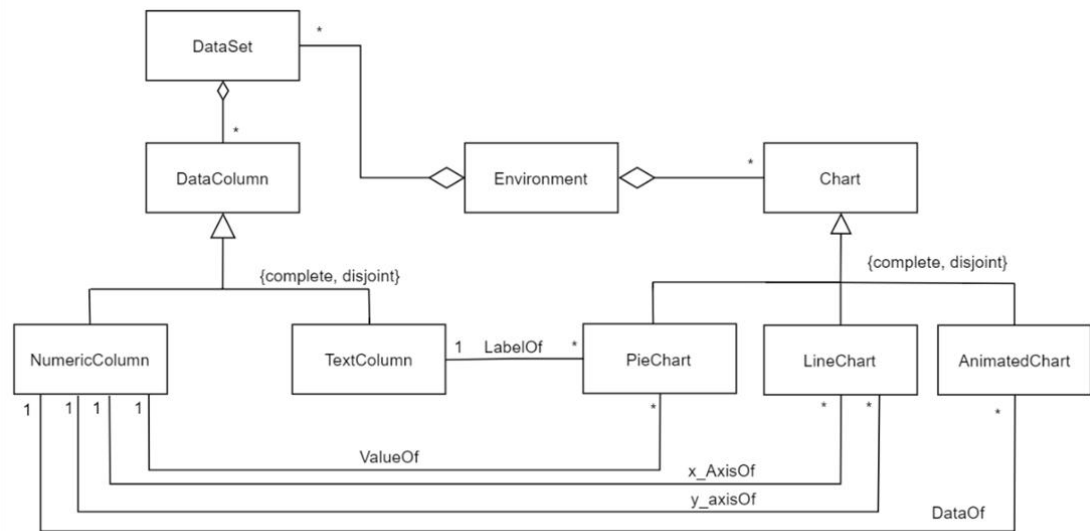 DataSet
*
*
DataColumn
Environment
*
Chart
{complete, disjoint}
{complete, disjoint}
NumericColumn
TextColumn
1 LabelOf *
PieChart
LineChart
AnimatedChart
1 1 1 1
* * * *
ValueOf
x_AxisOf
y_axisOf
DataOf